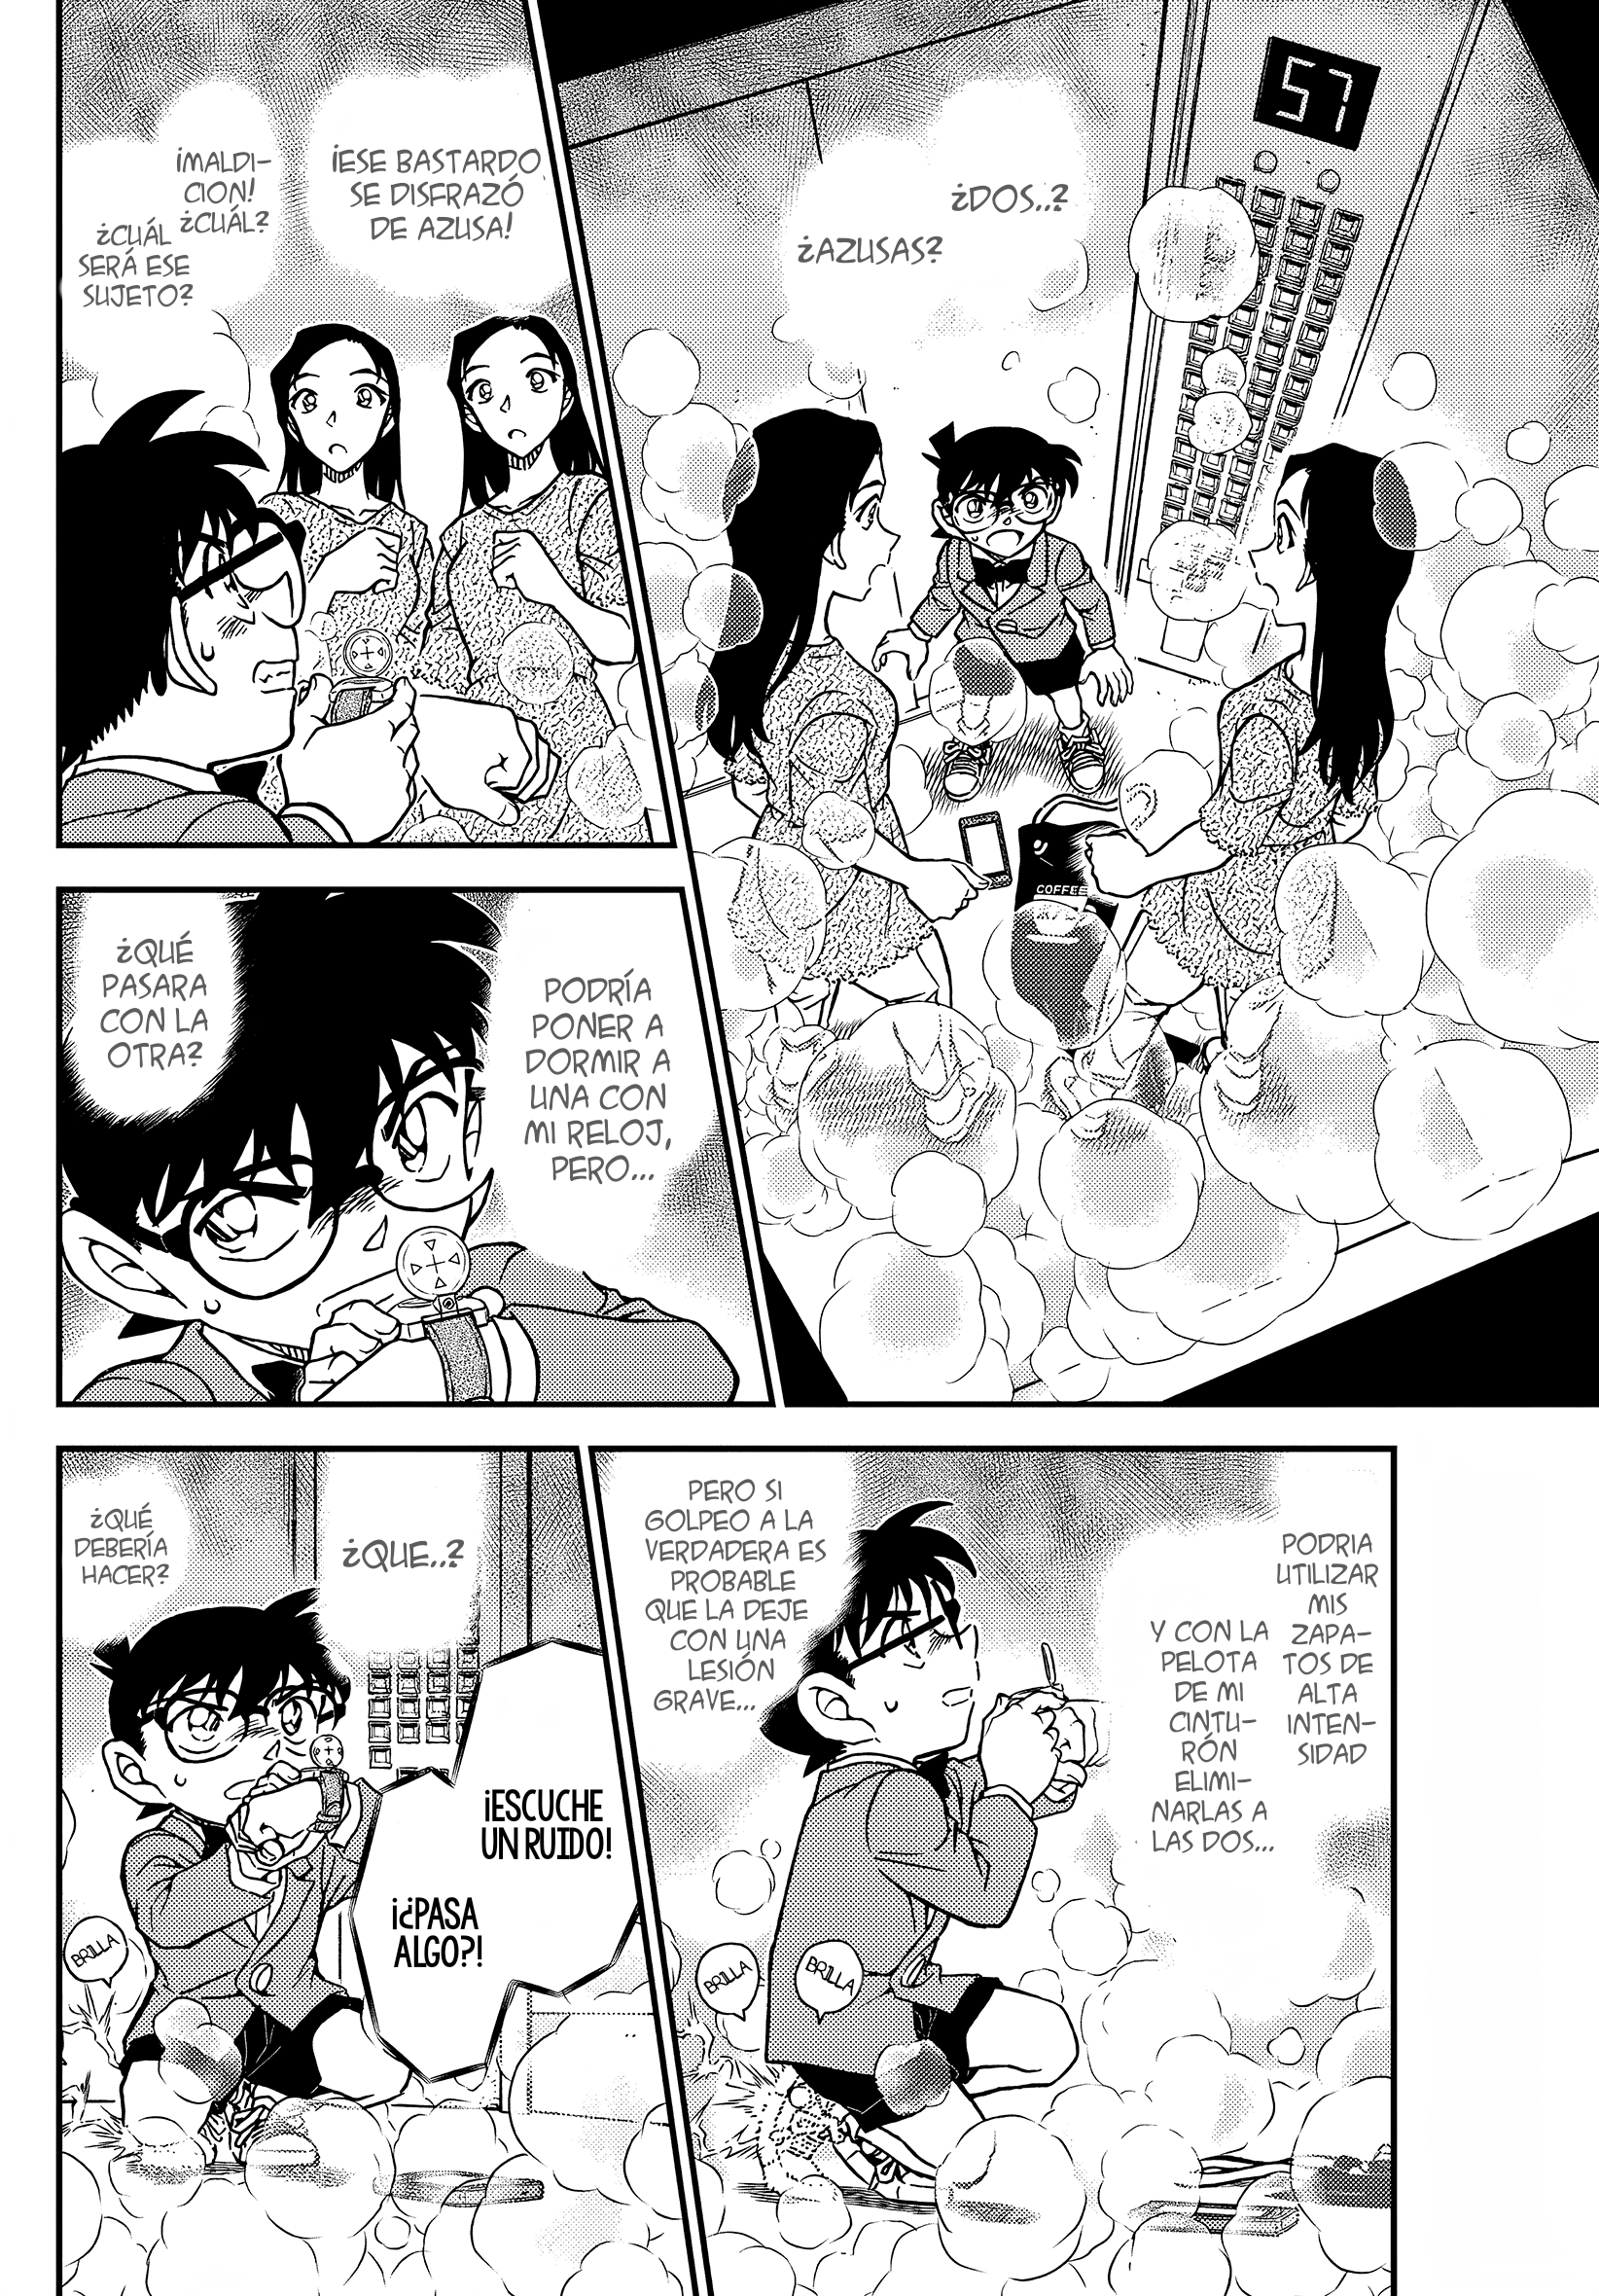 57
¿DOS..?
¿AZUSAS?
COFFEE
¡ESE BASTARDO
SE DISFRAZÓ
DE AZUSA!
¡MALDI-
CION!
¿CUÁL?
¿CUÁL
SERÁ ESE
SUJETO?
PODRÍA
PONER A
DORMIR A
UNA CON
MI RELOJ,
PERO...
¿QUÉ
PASARA
CON LA
OTRA?
PODRIA
UTILIZAR
MIS
ZAPA-
TOS DE
ALTA
INTEN-
SIDAD
Y CON LA
PELOTA
DE MI
CINTU-
RÓN
ELIMI-
NARLAS A
LAS DOS...
PERO SI
GOLPEO A LA
VERDADERA ES
PROBABLE
QUE LA DEJE
CON UNA
LESIÓN
GRAVE...
BRILLA
BRILLA
¡ESCUCHE
UN RUIDO!
¡¿PASA
ALGO?!
¿QUE..?
¿QUÉ
DEBERÍA
HACER?
BRILLA